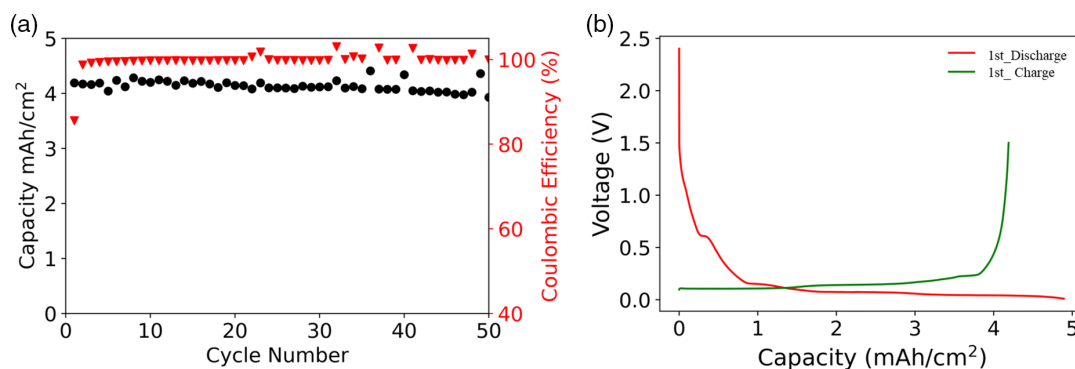 (a)
5
4
3
2
1
0
Capacity mAh/cm²
0 10 20 30 40 50
Cycle Number
100
80
60
40
Coulombic Efficiency (%)
(b)
2.5
2.0
1.5
1.0
0.5
0.0
Voltage (V)
1st_Discharge
1st_ Charge
0 1 2 3 4 5
Capacity (mAh/cm²)